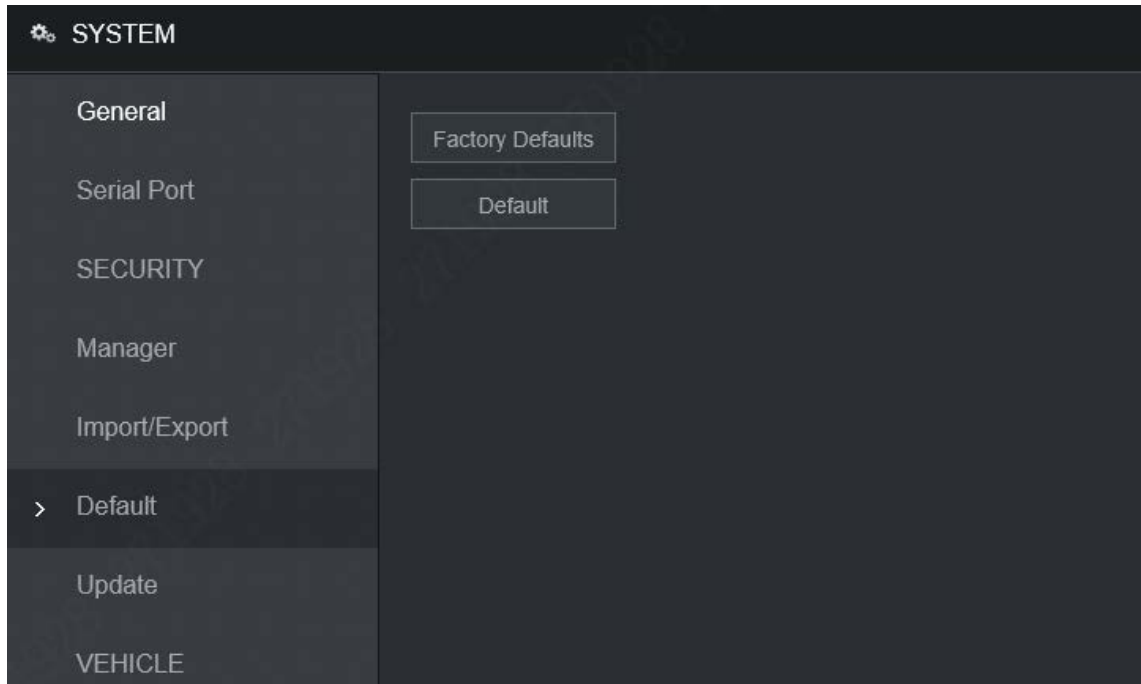 SYSTEM
General
Serial Port
SECURITY
Manager
Import/Export
Default
Update
VEHICLE
Factory Defaults
Default